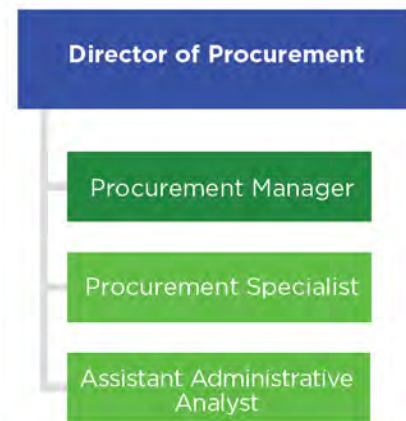 Director of Procurement
Procurement Manager
Procurement Specialist
Assistant Administrative
Analyst